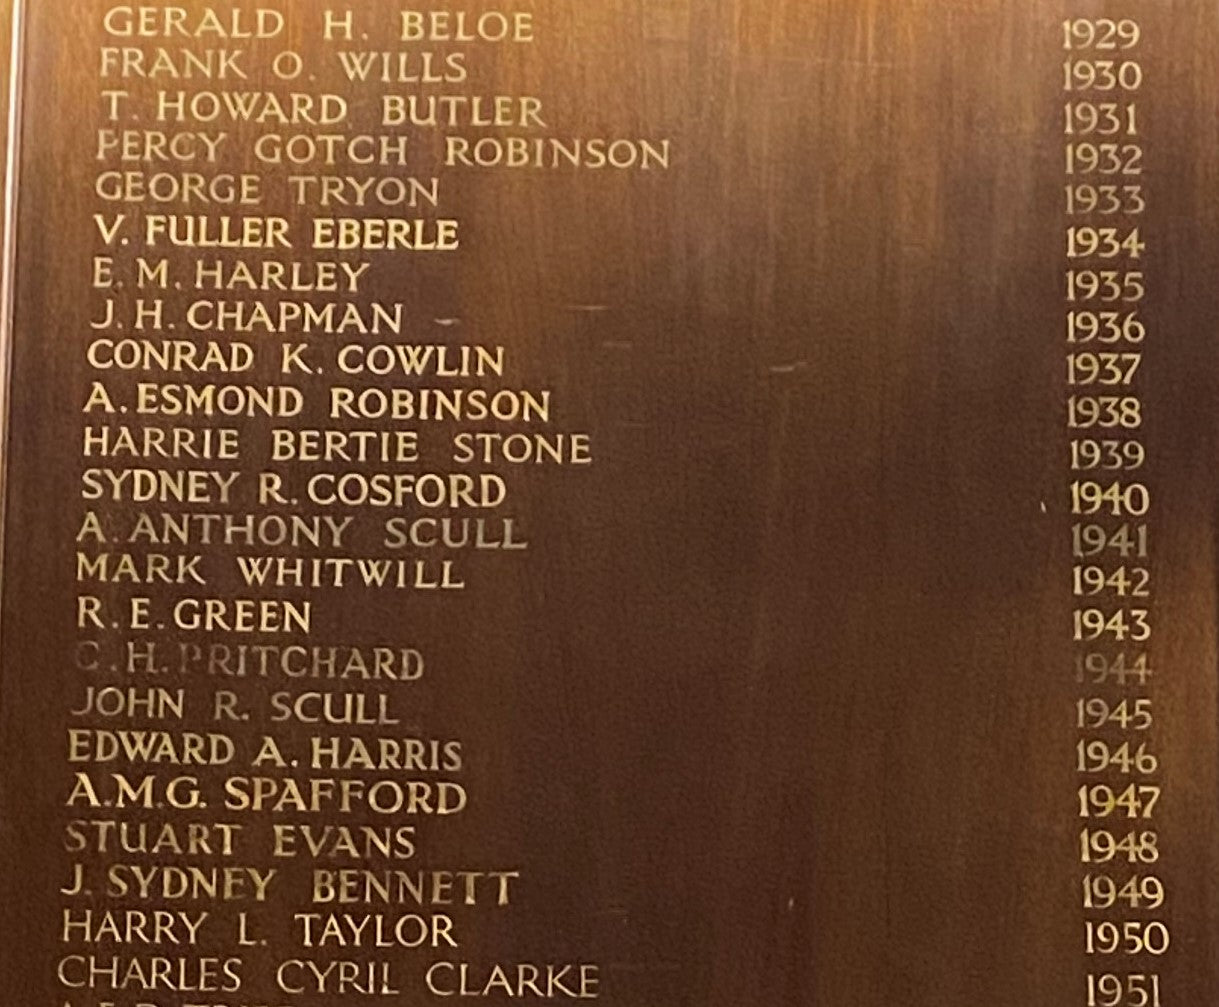 GERALD H. BELOE 1929
FRANK O. WILLS 1930
T. HOWARD BUTLER 1931
PERCY GOTCH ROBINSON 1932
GEORGE TRYON 1933
V. FULLER EBERLE 1934
E. M. HARLEY 1935
J. H. CHAPMAN 1936
CONRAD K. COWLIN 1937
A. ESMOND ROBINSON 1938
HARRIE BERTIE STONE 1939
SYDNEY R. COSFORD 1940
A. ANTHONY SCULL 1941
MARK WHITWILL 1942
R. E. GREEN 1943
C. H. PRITCHARD 1944
JOHN R. SCULL 1945
EDWARD A. HARRIS 1946
A.M.G. SPAFFORD 1947
STUART EVANS 1948
J. SYDNEY BENNETT 1949
HARRY L. TAYLOR 1950
CHARLES CYRIL CLARKE 1951